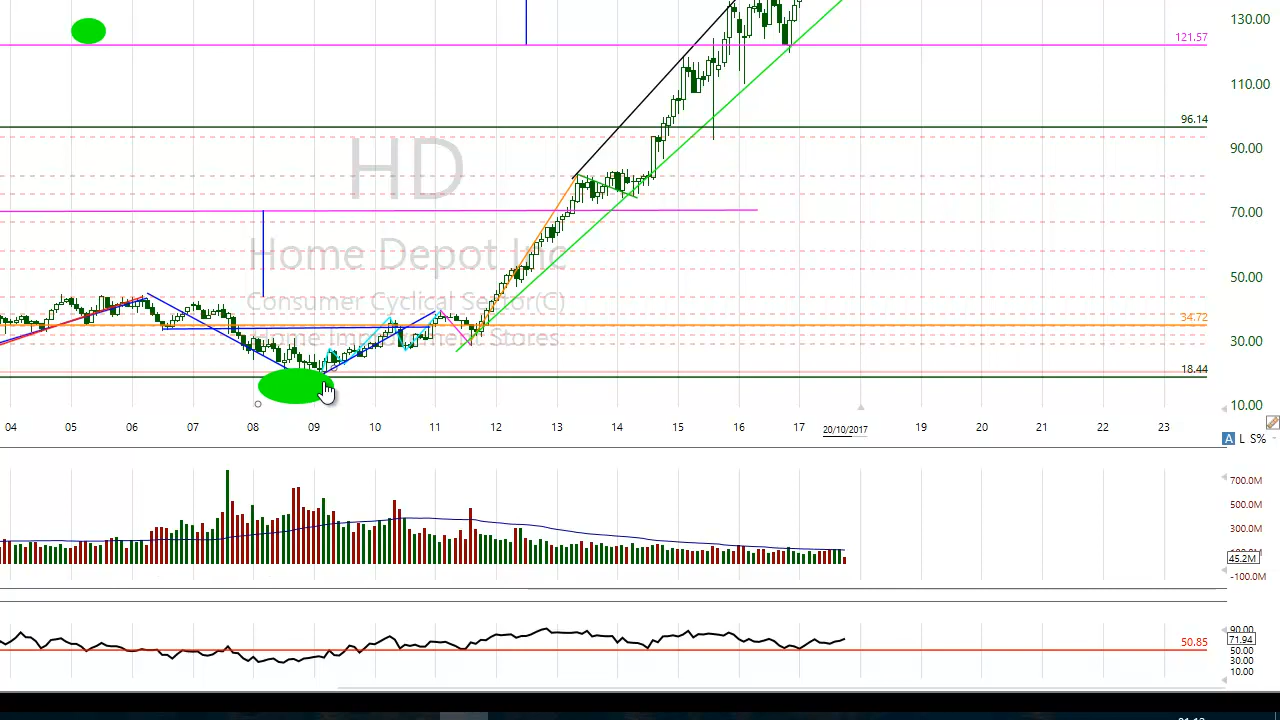 130.00
121.57
110.00
96.14
90.00
HD
70.00
Home Depot Inc
50.00
Consumer Cyclical Sector(C)
34.72
Home Improvement Stores
30.00
18.44
10.00
04 05 06 07 08 09 10 11 12 13 14 15 16 17 20/10/2017 19 20 21 22 23
A L S%
700.0M
500.0M
300.0M
45.2M
-100.0M
90.00
50.85
71.94
50.00
30.00
10.00